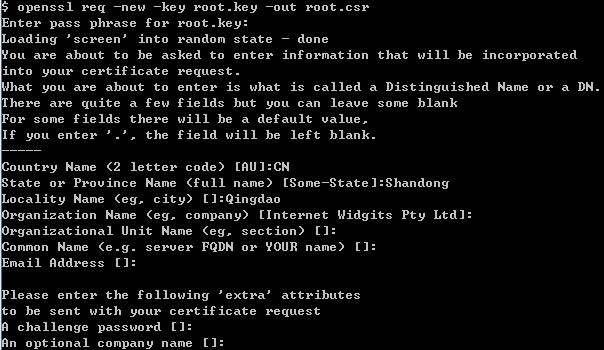 $ openssl req -new -key root.key -out root.csr
Enter pass phrase for root.key:
Loading 'screen' into random state - done
You are about to be asked to enter information that will be incorporated
into your certificate request.
What you are about to enter is what is called a Distinguished Name or a DN.
There are quite a few fields but you can leave some blank
For some fields there will be a default value,
If you enter '.', the field will be left blank.
-----
Country Name (2 letter code) [AU]:CN
State or Province Name (full name) [Some-State]:Shandong
Locality Name (eg, city) []:Qingdao
Organization Name (eg, company) [Internet Widgits Pty Ltd]:
Organizational Unit Name (eg, section) []:
Common Name (e.g. server FQDN or YOUR name) []:
Email Address []:
Please enter the following 'extra' attributes
to be sent with your certificate request
A challenge password []:
An optional company name []: